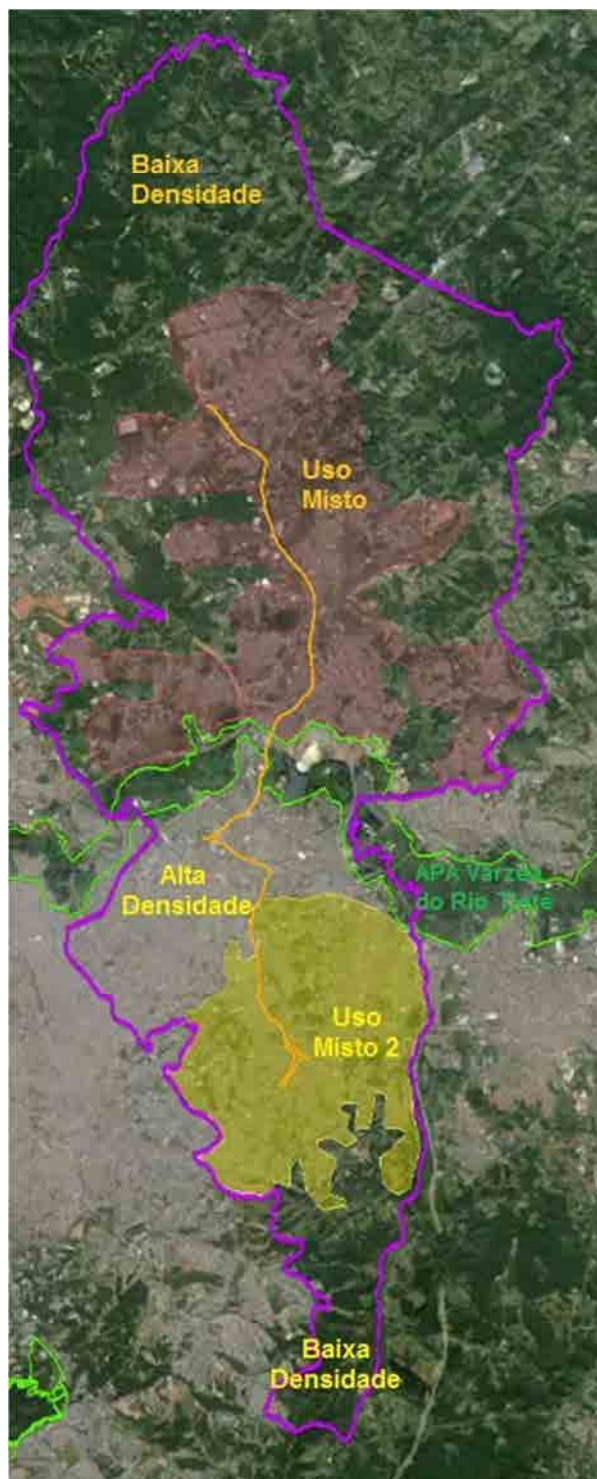 Baixa
Densidade
Uso
Misto
Alta
Densidade
APA Várzea
do Rio Tietê
Uso
Misto 2
Baixa
Densidade